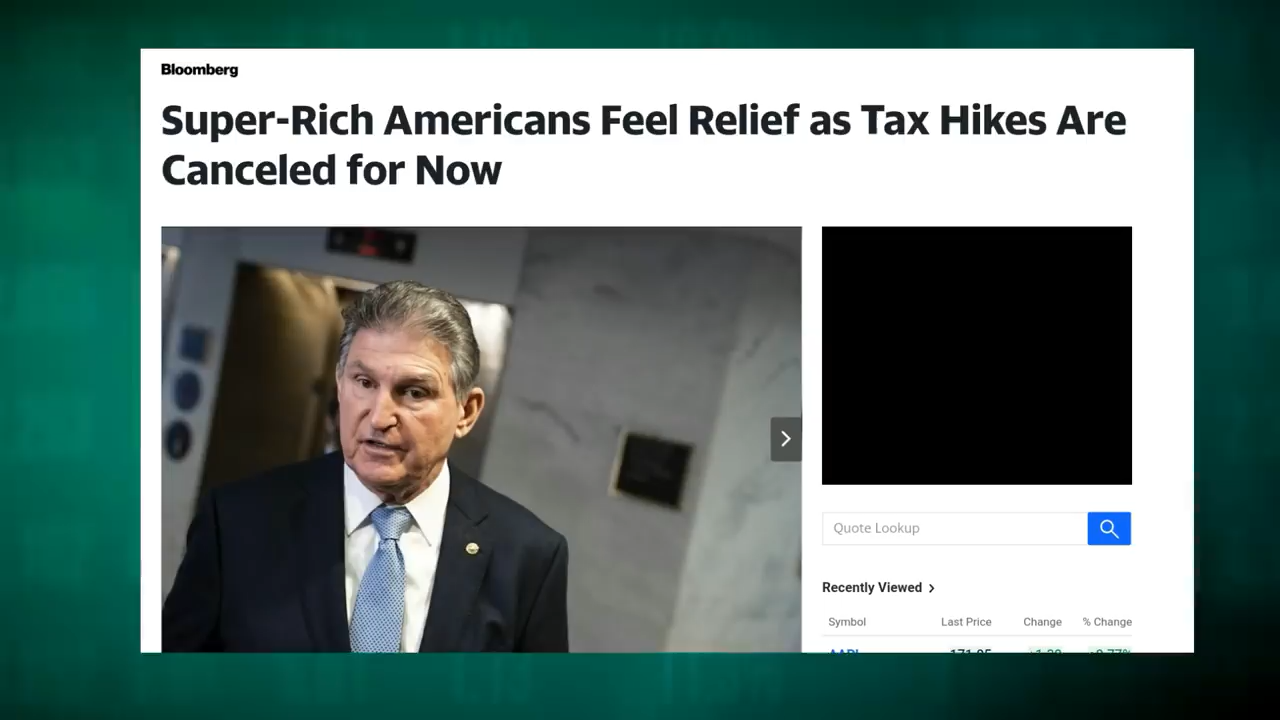 Bloomberg
Super-Rich Americans Feel Relief as Tax Hikes Are
Canceled for Now
Quote Lookup
Recently Viewed
Symbol Last Price Change % Change